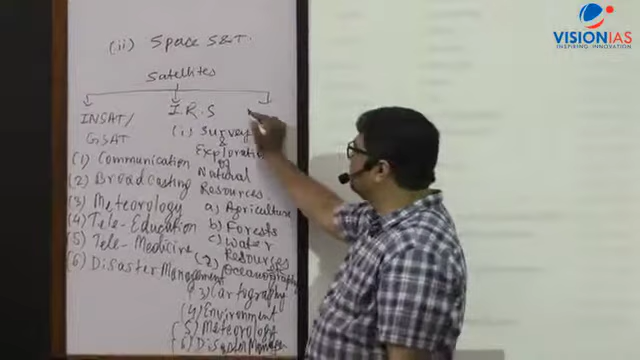 VISIONIAS
INSPIRING INNOVATION
(ii) Space S&T.
Satellites
INSAT/
GSAT
(1) Communication
(2) Broadcasting
(3) Meteorology
(4) Tele-Education
(5) Tele-Medicine
(6) Disaster Management
I.R.S
(1) Survey
&
Exploration
of
Natural
Resources.
a) Agriculture
b) Forests
c) Water
Resources
(2) Oceanography
(3) Cartography
(4) Environment
(5) Meteorology
(6) Disaster